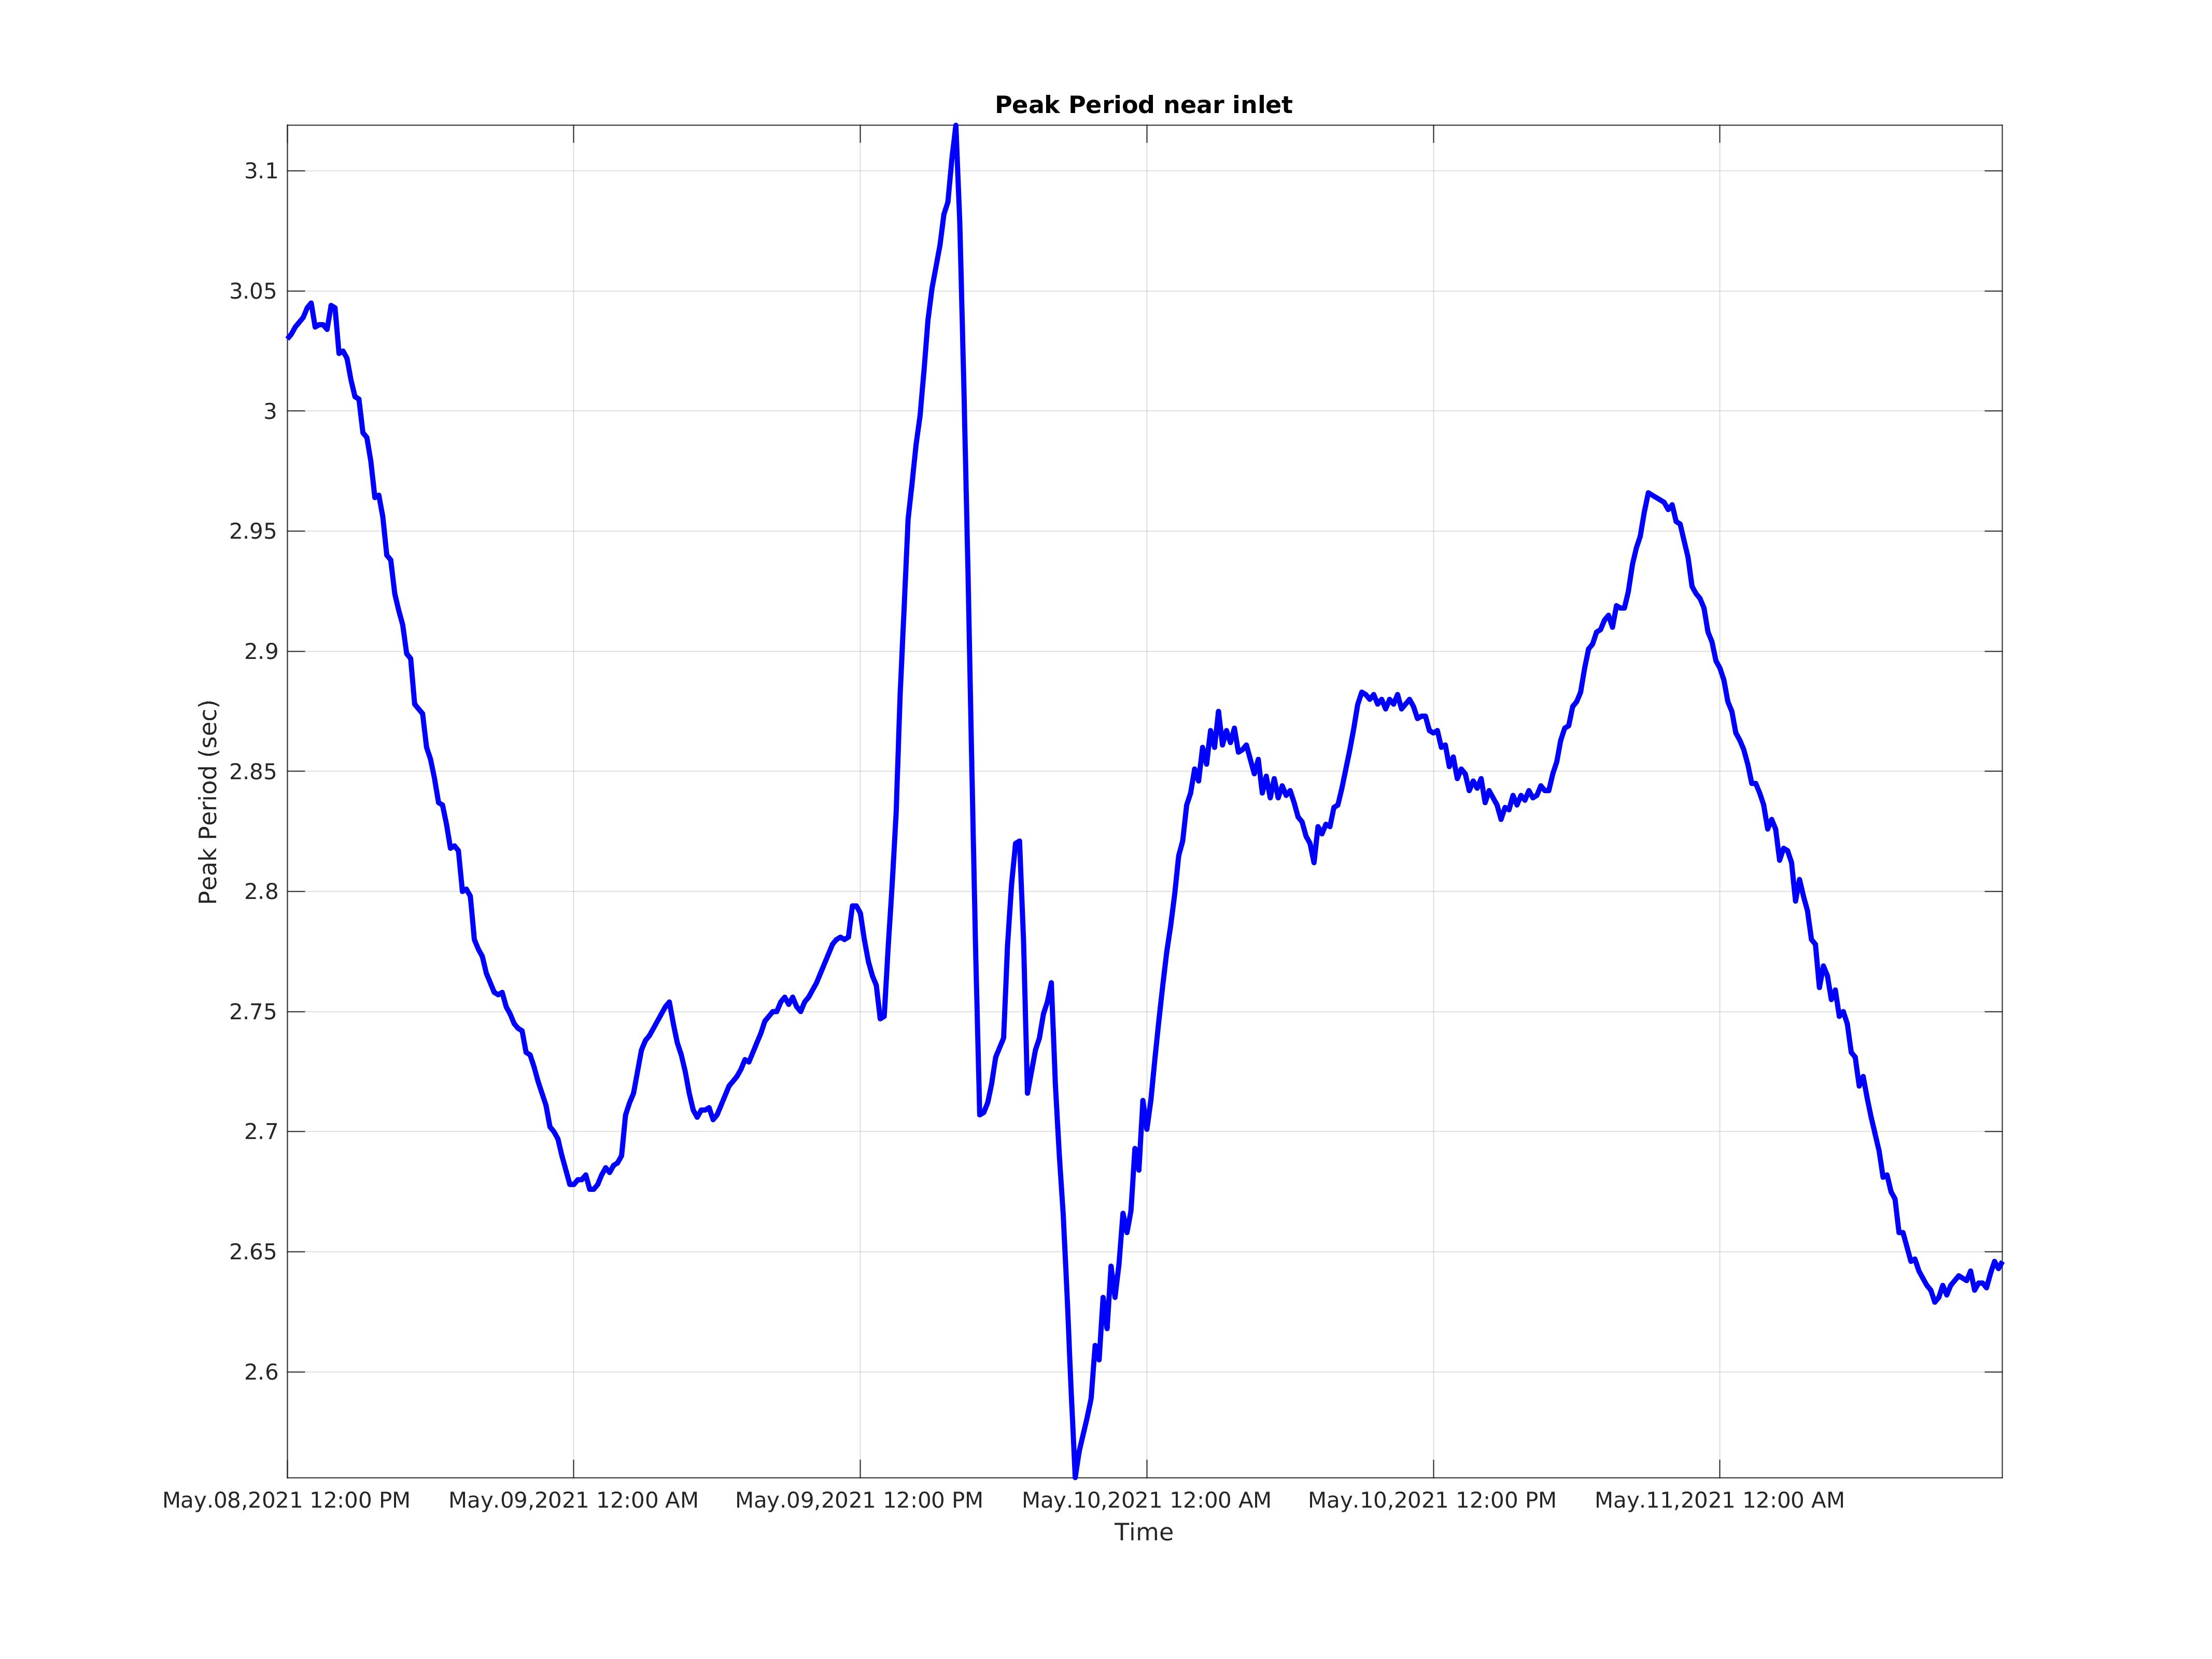 Peak Period near inlet
3.1
3.05
3
2.95
2.9
2.85
2.8
2.75
2.7
2.65
2.6
Peak Period (sec)
May.08,2021 12:00 PM May.09,2021 12:00 AM May.09,2021 12:00 PM May.10,2021 12:00 AM May.10,2021 12:00 PM May.11,2021 12:00 AM
Time